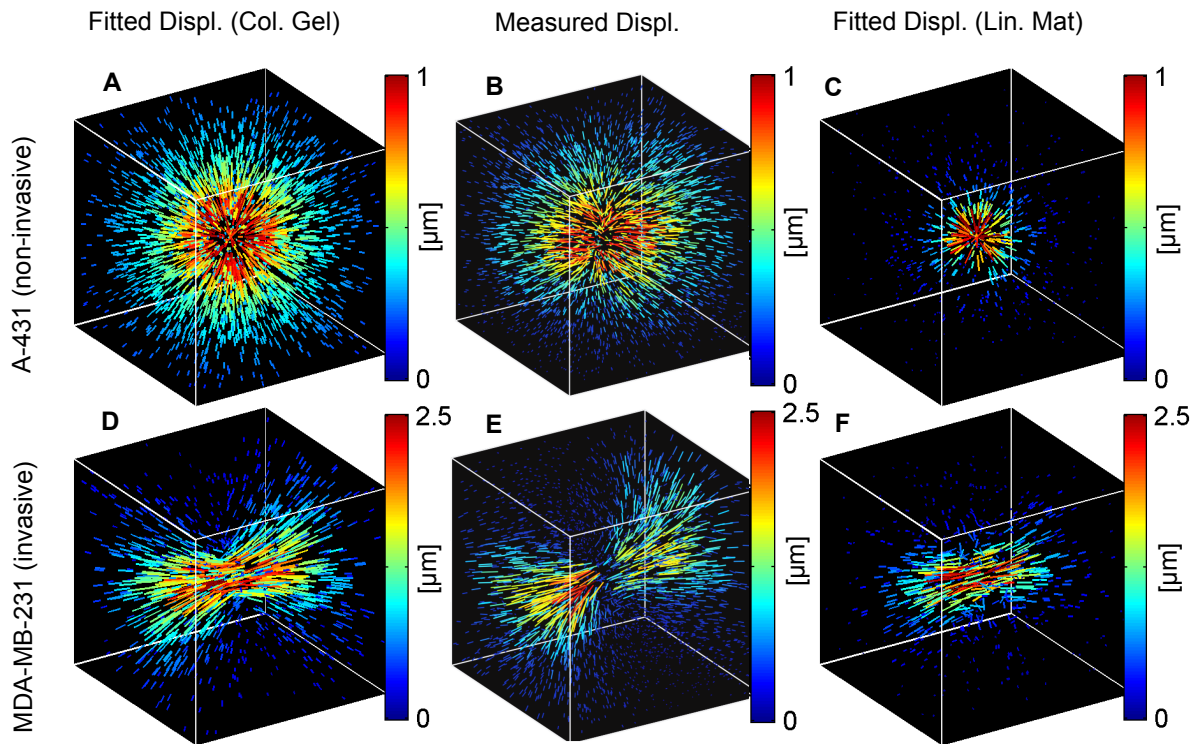 Fitted Displ. (Col. Gel)
Measured Displ.
Fitted Displ. (Lin. Mat)
A-431 (non-invasive)
A
1
[µm]
0
B
1
[µm]
0
C
1
[µm]
0
MDA-MB-231 (invasive)
D
2.5
[µm]
0
E
2.5
[µm]
0
F
2.5
[µm]
0